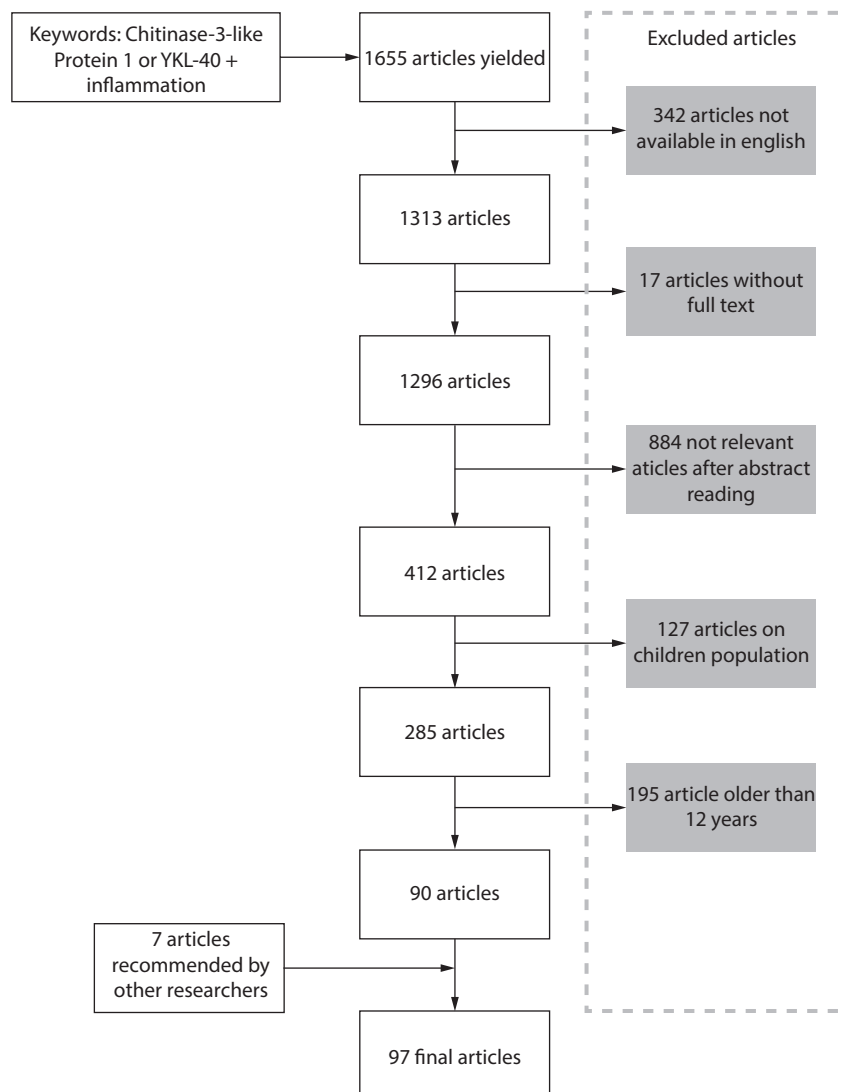 Keywords: Chitinase-3-like
Protein 1 or YKL-40 +
inflammation
1655 articles yielded
Excluded articles
342 articles not
available in english
1313 articles
17 articles without
full text
1296 articles
884 not relevant
aticles after abstract
reading
412 articles
127 articles on
children population
285 articles
195 article older than
12 years
90 articles
7 articles
recommended by
other researchers
97 final articles